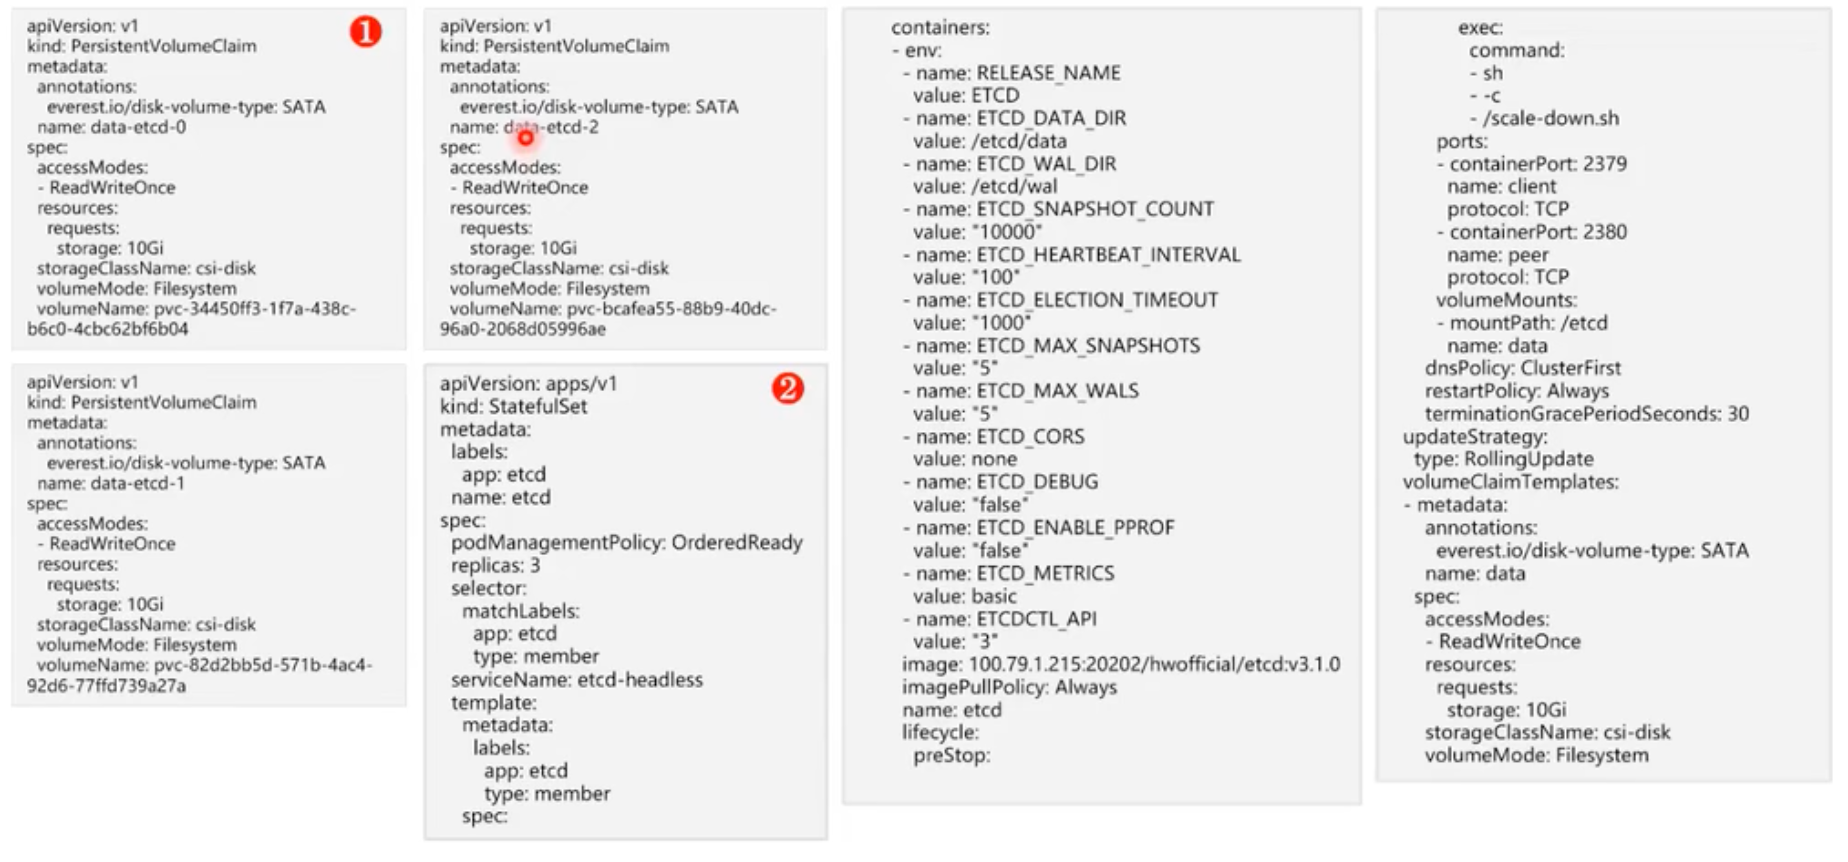 apiVersion: v1
kind: PersistentVolumeClaim
metadata:
  annotations:
    everest.io/disk-volume-type: SATA
  name: data-etcd-0
spec:
  accessModes:
  - ReadWriteOnce
  resources:
    requests:
      storage: 10Gi
  storageClassName: csi-disk
  volumeMode: Filesystem
  volumeName: pvc-34450ff3-1f7a-438c-
b6c0-4cbc62bf6b04
1
apiVersion: v1
kind: PersistentVolumeClaim
metadata:
  annotations:
    everest.io/disk-volume-type: SATA
  name: data-etcd-1
spec:
  accessModes:
  - ReadWriteOnce
  resources:
    requests:
      storage: 10Gi
  storageClassName: csi-disk
  volumeMode: Filesystem
  volumeName: pvc-82d2bb5d-571b-4ac4-
92d6-77ffd739a27a
apiVersion: v1
kind: PersistentVolumeClaim
metadata:
  annotations:
    everest.io/disk-volume-type: SATA
  name: data-etcd-2
spec:
  accessModes:
  - ReadWriteOnce
  resources:
    requests:
      storage: 10Gi
  storageClassName: csi-disk
  volumeMode: Filesystem
  volumeName: pvc-bcafea55-88b9-40dc-
96a0-2068d05996ae
2
apiVersion: apps/v1
kind: StatefulSet
metadata:
  labels:
    app: etcd
  name: etcd
spec:
  podManagementPolicy: OrderedReady
  replicas: 3
  selector:
    matchLabels:
      app: etcd
      type: member
  serviceName: etcd-headless
  template:
    metadata:
      labels:
        app: etcd
        type: member
    spec:
containers:
- env:
  - name: RELEASE_NAME
    value: ETCD
  - name: ETCD_DATA_DIR
    value: /etcd/data
  - name: ETCD_WAL_DIR
    value: /etcd/wal
  - name: ETCD_SNAPSHOT_COUNT
    value: "10000"
  - name: ETCD_HEARTBEAT_INTERVAL
    value: "100"
  - name: ETCD_ELECTION_TIMEOUT
    value: "1000"
  - name: ETCD_MAX_SNAPSHOTS
    value: "5"
  - name: ETCD_MAX_WALS
    value: "5"
  - name: ETCD_CORS
    value: none
  - name: ETCD_DEBUG
    value: "false"
  - name: ETCD_ENABLE_PPROF
    value: "false"
  - name: ETCD_METRICS
    value: basic
  - name: ETCDCTL_API
    value: "3"
  image: 100.79.1.215:20202/hwofficial/etcd:v3.1.0
  imagePullPolicy: Always
  name: etcd
  lifecycle:
    preStop:
      exec:
        command:
        - sh
        - -c
        - /scale-down.sh
    ports:
    - containerPort: 2379
      name: client
      protocol: TCP
    - containerPort: 2380
      name: peer
      protocol: TCP
    volumeMounts:
    - mountPath: /etcd
      name: data
  dnsPolicy: ClusterFirst
  restartPolicy: Always
  terminationGracePeriodSeconds: 30
updateStrategy:
  type: RollingUpdate
volumeClaimTemplates:
- metadata:
    annotations:
      everest.io/disk-volume-type: SATA
    name: data
  spec:
    accessModes:
    - ReadWriteOnce
    resources:
      requests:
        storage: 10Gi
    storageClassName: csi-disk
    volumeMode: Filesystem